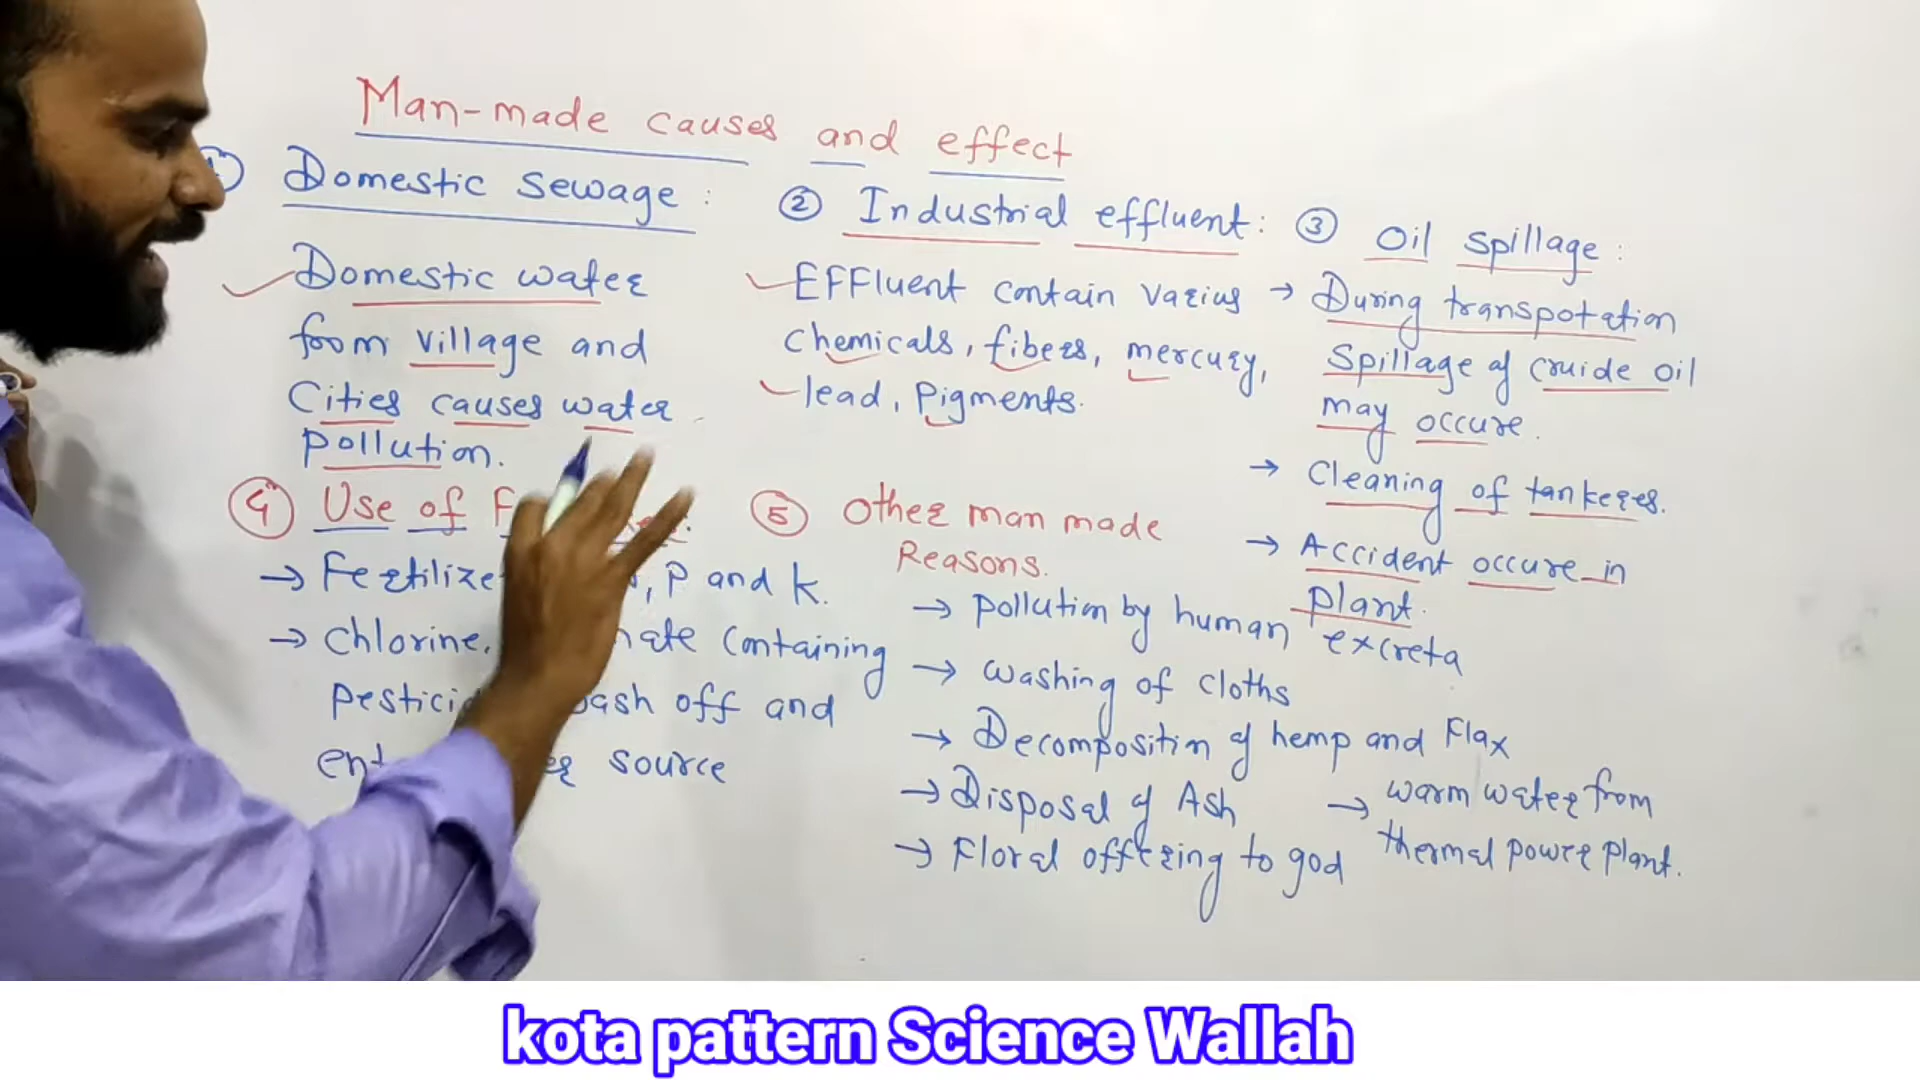 Man-made causes and effect
Domestic sewage :
Domestic water
from village and
Cities causes water
pollution.
② Industrial effluent :
Effluent contain varius
chemicals, fibers, mercury,
lead, Pigments.
③ Oil spillage :
→ During transpotation
Spillage of cruide oil
may occure.
→ Cleaning of tankeres.
→ Accident occure in
plant.
④ Use of
→ , P and K.
→ Chlorine, containing
off and
source
⑤ Other man made
Reasons.
→ pollution by human excreta
→ washing of cloths
→ Decomposition of hemp and Flax
→ Disposal of Ash
→ Floral offering to god
→ warm water from
thermal power plant.
kota pattern Science Wallah